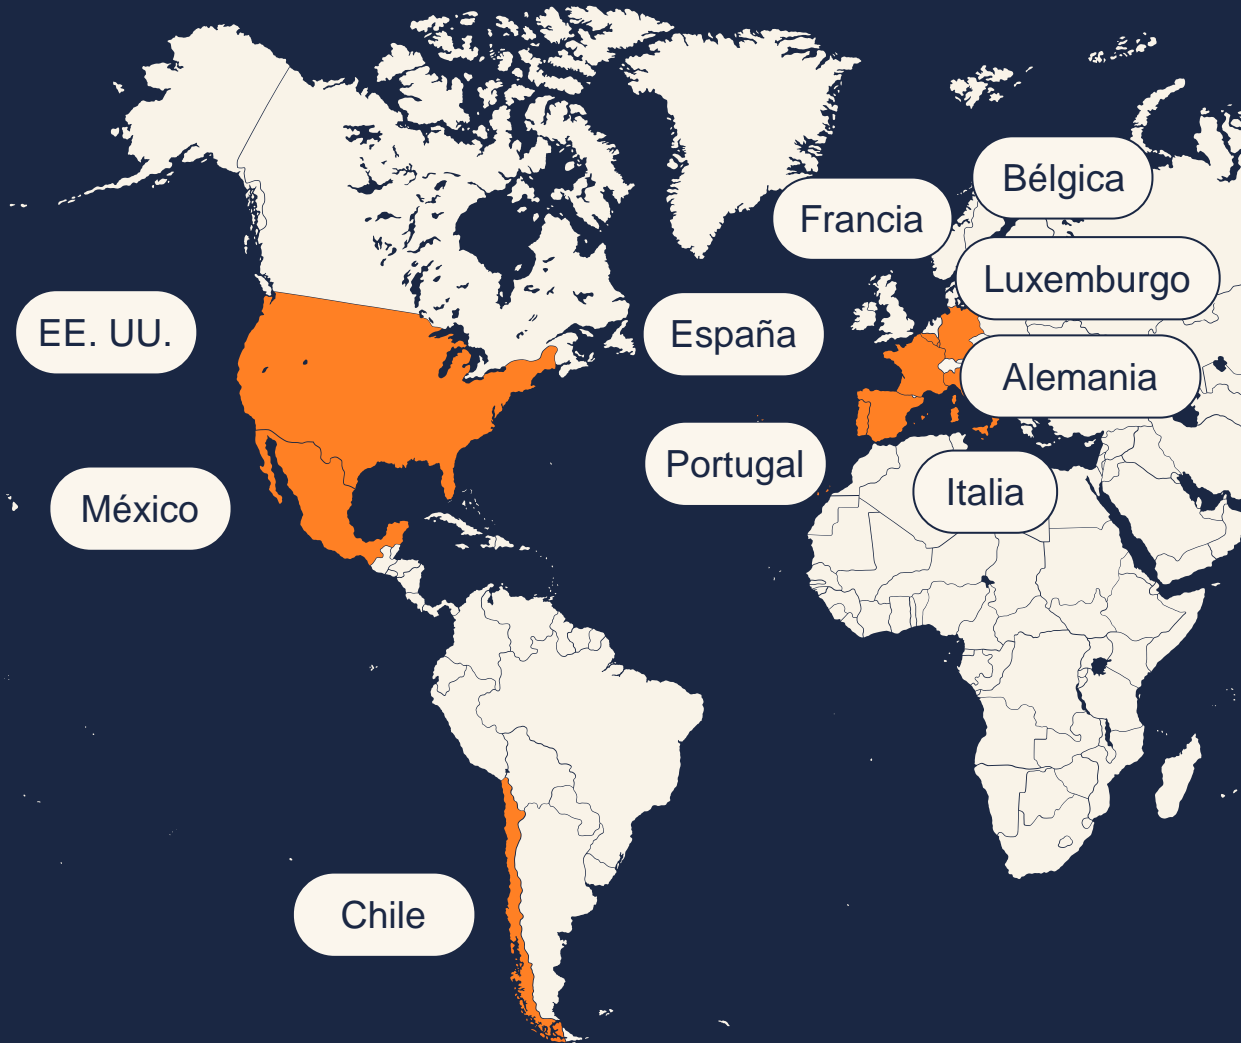 Bélgica
Francia
Luxemburgo
EE. UU.
España
Alemania
Portugal
Italia
México
Chile